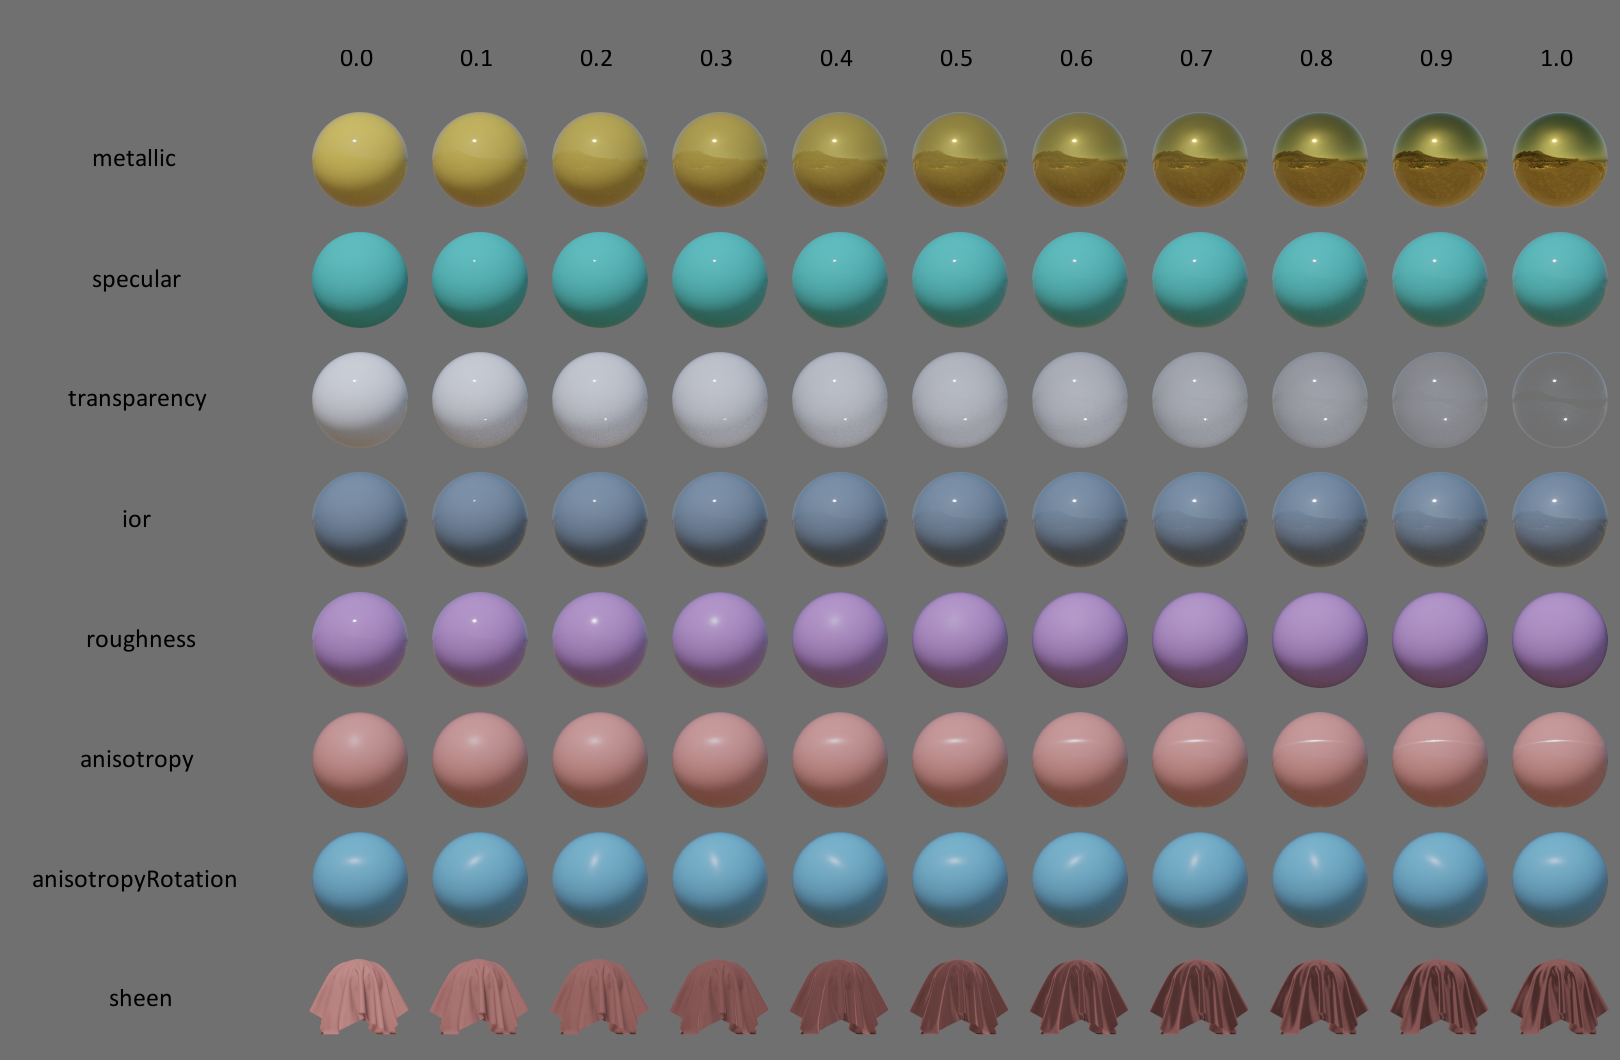 0.0 0.1 0.2 0.3 0.4 0.5 0.6 0.7 0.8 0.9 1.0
metallic
specular
transparency
ior
roughness
anisotropy
anisotropyRotation
sheen